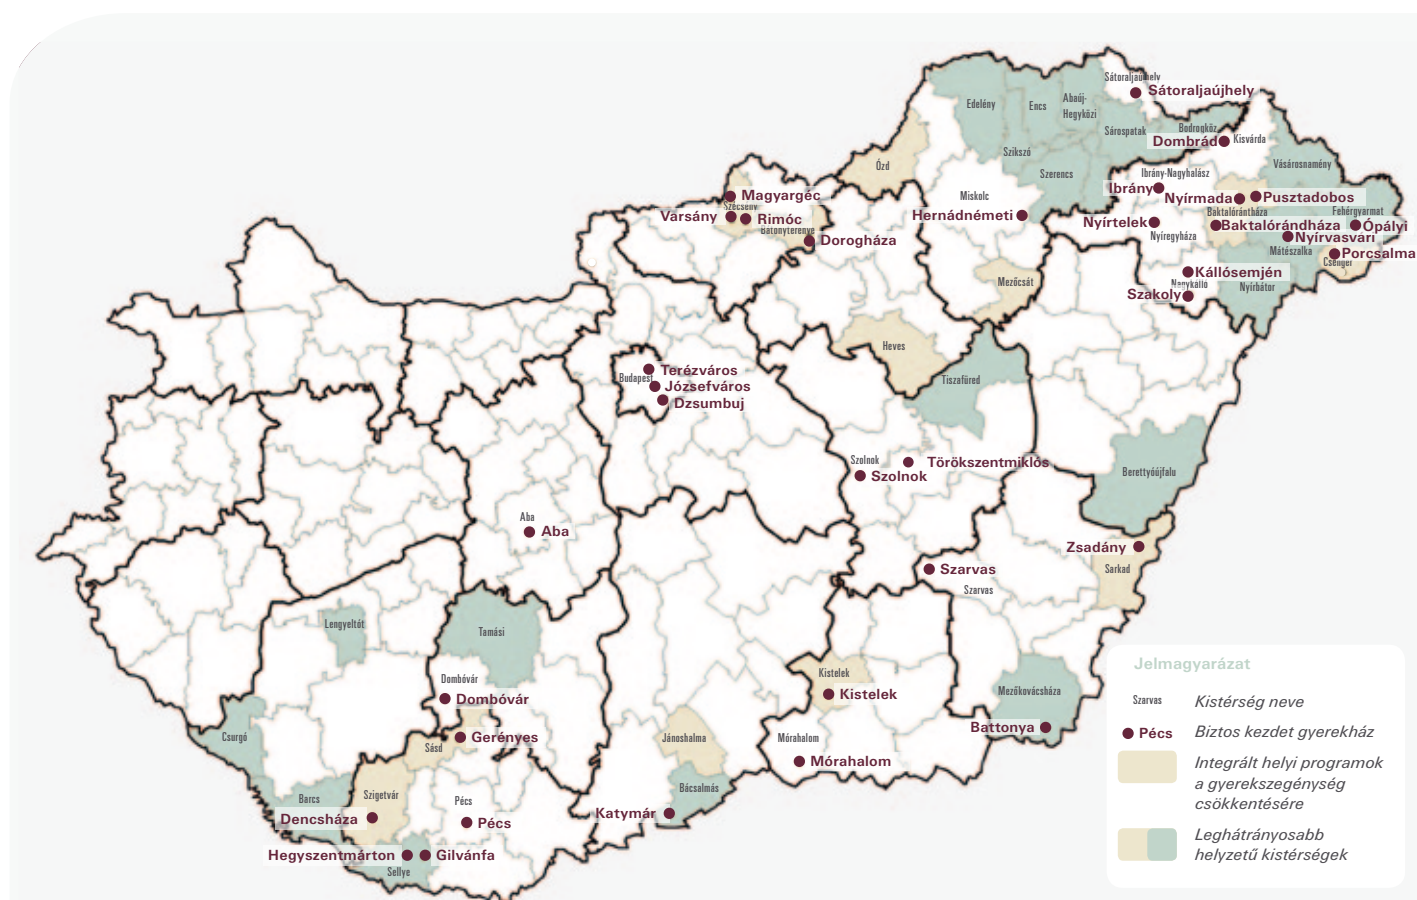 Sátoraljaújhely
Sátoraljaújhely
Edelény
Encs
Abaúj-
Hegyközi
Sárospatak
Bodrogköz
Dombrád
Kisvárda
Szikszó
Szerencs
Ózd
Vásárosnamény
Ibrány-Nagyhalász
Ibrány
Nyírmada
Pusztadobos
Miskolc
Hernádnémeti
Magyargéc
Szécsény
Varsány
Rimóc
Bátonyterenye
Dorogháza
Baktalórántháza
Fehérgyarmat
Nyírtelek
Baktalórándháza
Ópályi
Nyíregyháza
Nyírvasvári
Mátészalka
Porcsalma
Csenger
Kállósemjén
Nagykálló
Szakoly
Nyírbátor
Mezőcsát
Heves
Tiszafüred
Budapest
Terézváros
Józsefváros
Dzsumbuj
Szolnok
Törökszentmiklós
Szolnok
Berettyóújfalu
Aba
Aba
Zsadány
Sarkad
Szarvas
Szarvas
Lengyeltót
Tamási
Dombóvár
Dombóvár
Kistelek
Kistelek
Mezőkovácsháza
Battonya
Csurgó
Gerényes
Sásd
Jánoshalma
Mórahalom
Mórahalom
Barcs
Szigetvár
Dencsháza
Pécs
Pécs
Bácsalmás
Katymár
Hegyszentmárton
Gilvánfa
Sellye
Jelmagyarázat
Szarvas Kistérség neve
Pécs Biztos kezdet gyerekház
Integrált helyi programok
a gyerekszegénység
csökkentésére
Leghátrányosabb
helyzetű kistérségek